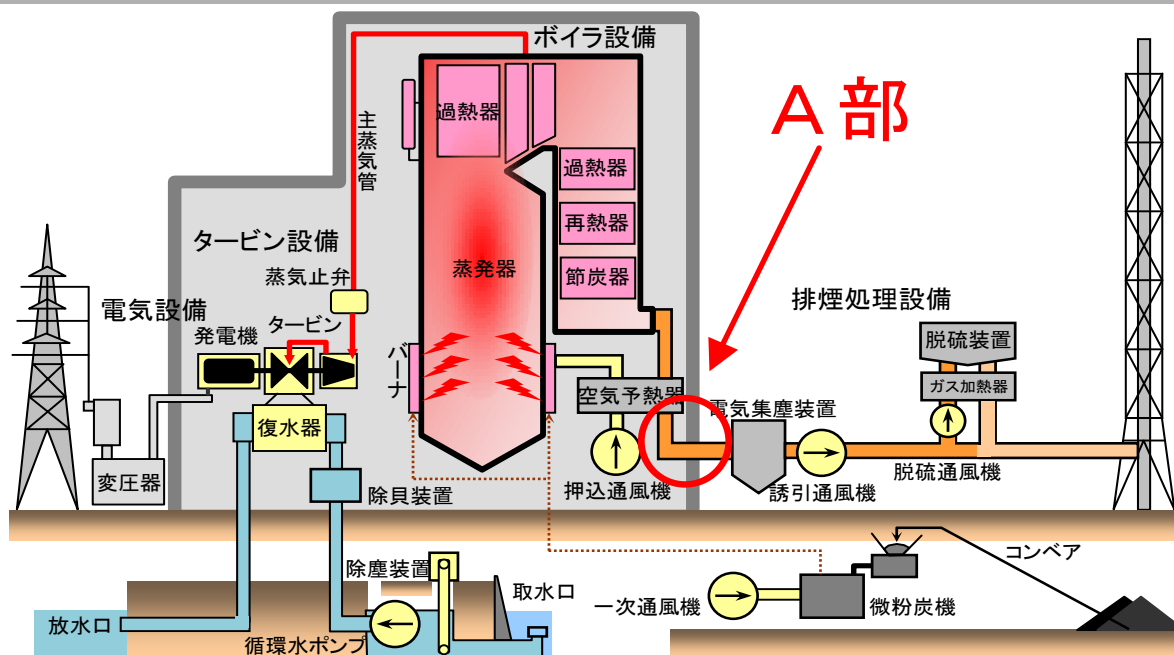 ボイラ設備
A部
過熱器
主蒸気管
過熱器
再熱器
節炭器
タービン設備
蒸気止弁
蒸発器
排煙処理設備
電気設備
発電機
タービン
バーナ
脱硫装置
ガス加熱器
空気予熱器
電気集塵装置
復水器
変圧器
除貝装置
押込通風機
誘引通風機
脱硫通風機
除塵装置
取水口
コンベア
一次通風機
微粉炭機
放水口
循環水ポンプ